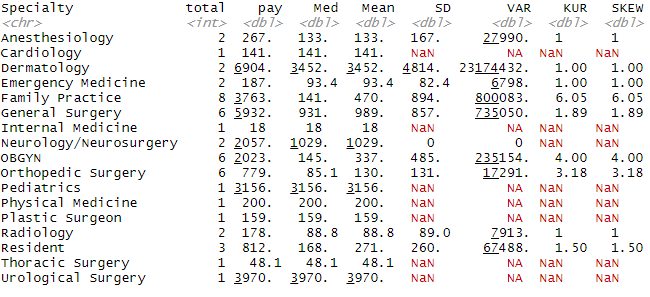 Specialty total pay Med Mean SD VAR KUR SKEW
<chr> <int> <dbl> <dbl> <dbl> <dbl> <dbl> <dbl> <dbl>
Anesthesiology 2 267. 133. 133. 167. 27990. 1 1
Cardiology 1 141. 141. 141. NaN NA NaN NaN
Dermatology 2 6904. 3452. 3452. 4814. 23174432. 1.00 1.00
Emergency Medicine 2 187. 93.4 93.4 82.4 6798. 1.00 1.00
Family Practice 8 3763. 141. 470. 894. 800083. 6.05 6.05
General Surgery 6 5932. 931. 989. 857. 735050. 1.89 1.89
Internal Medicine 1 18 18 18 NaN NA NaN NaN
Neurology/Neurosurgery 2 2057. 1029. 1029. 0 0 NaN NaN
OBGYN 6 2023. 145. 337. 485. 235154. 4.00 4.00
Orthopedic Surgery 6 779. 85.1 130. 131. 17291. 3.18 3.18
Pediatrics 1 3156. 3156. 3156. NaN NA NaN NaN
Physical Medicine 1 200. 200. 200. NaN NA NaN NaN
Plastic Surgeon 1 159. 159. 159. NaN NA NaN NaN
Radiology 2 178. 88.8 88.8 89.0 7913. 1 1
Resident 3 812. 168. 271. 260. 67488. 1.50 1.50
Thoracic Surgery 1 48.1 48.1 48.1 NaN NA NaN NaN
Urological Surgery 1 3970. 3970. 3970. NaN NA NaN NaN